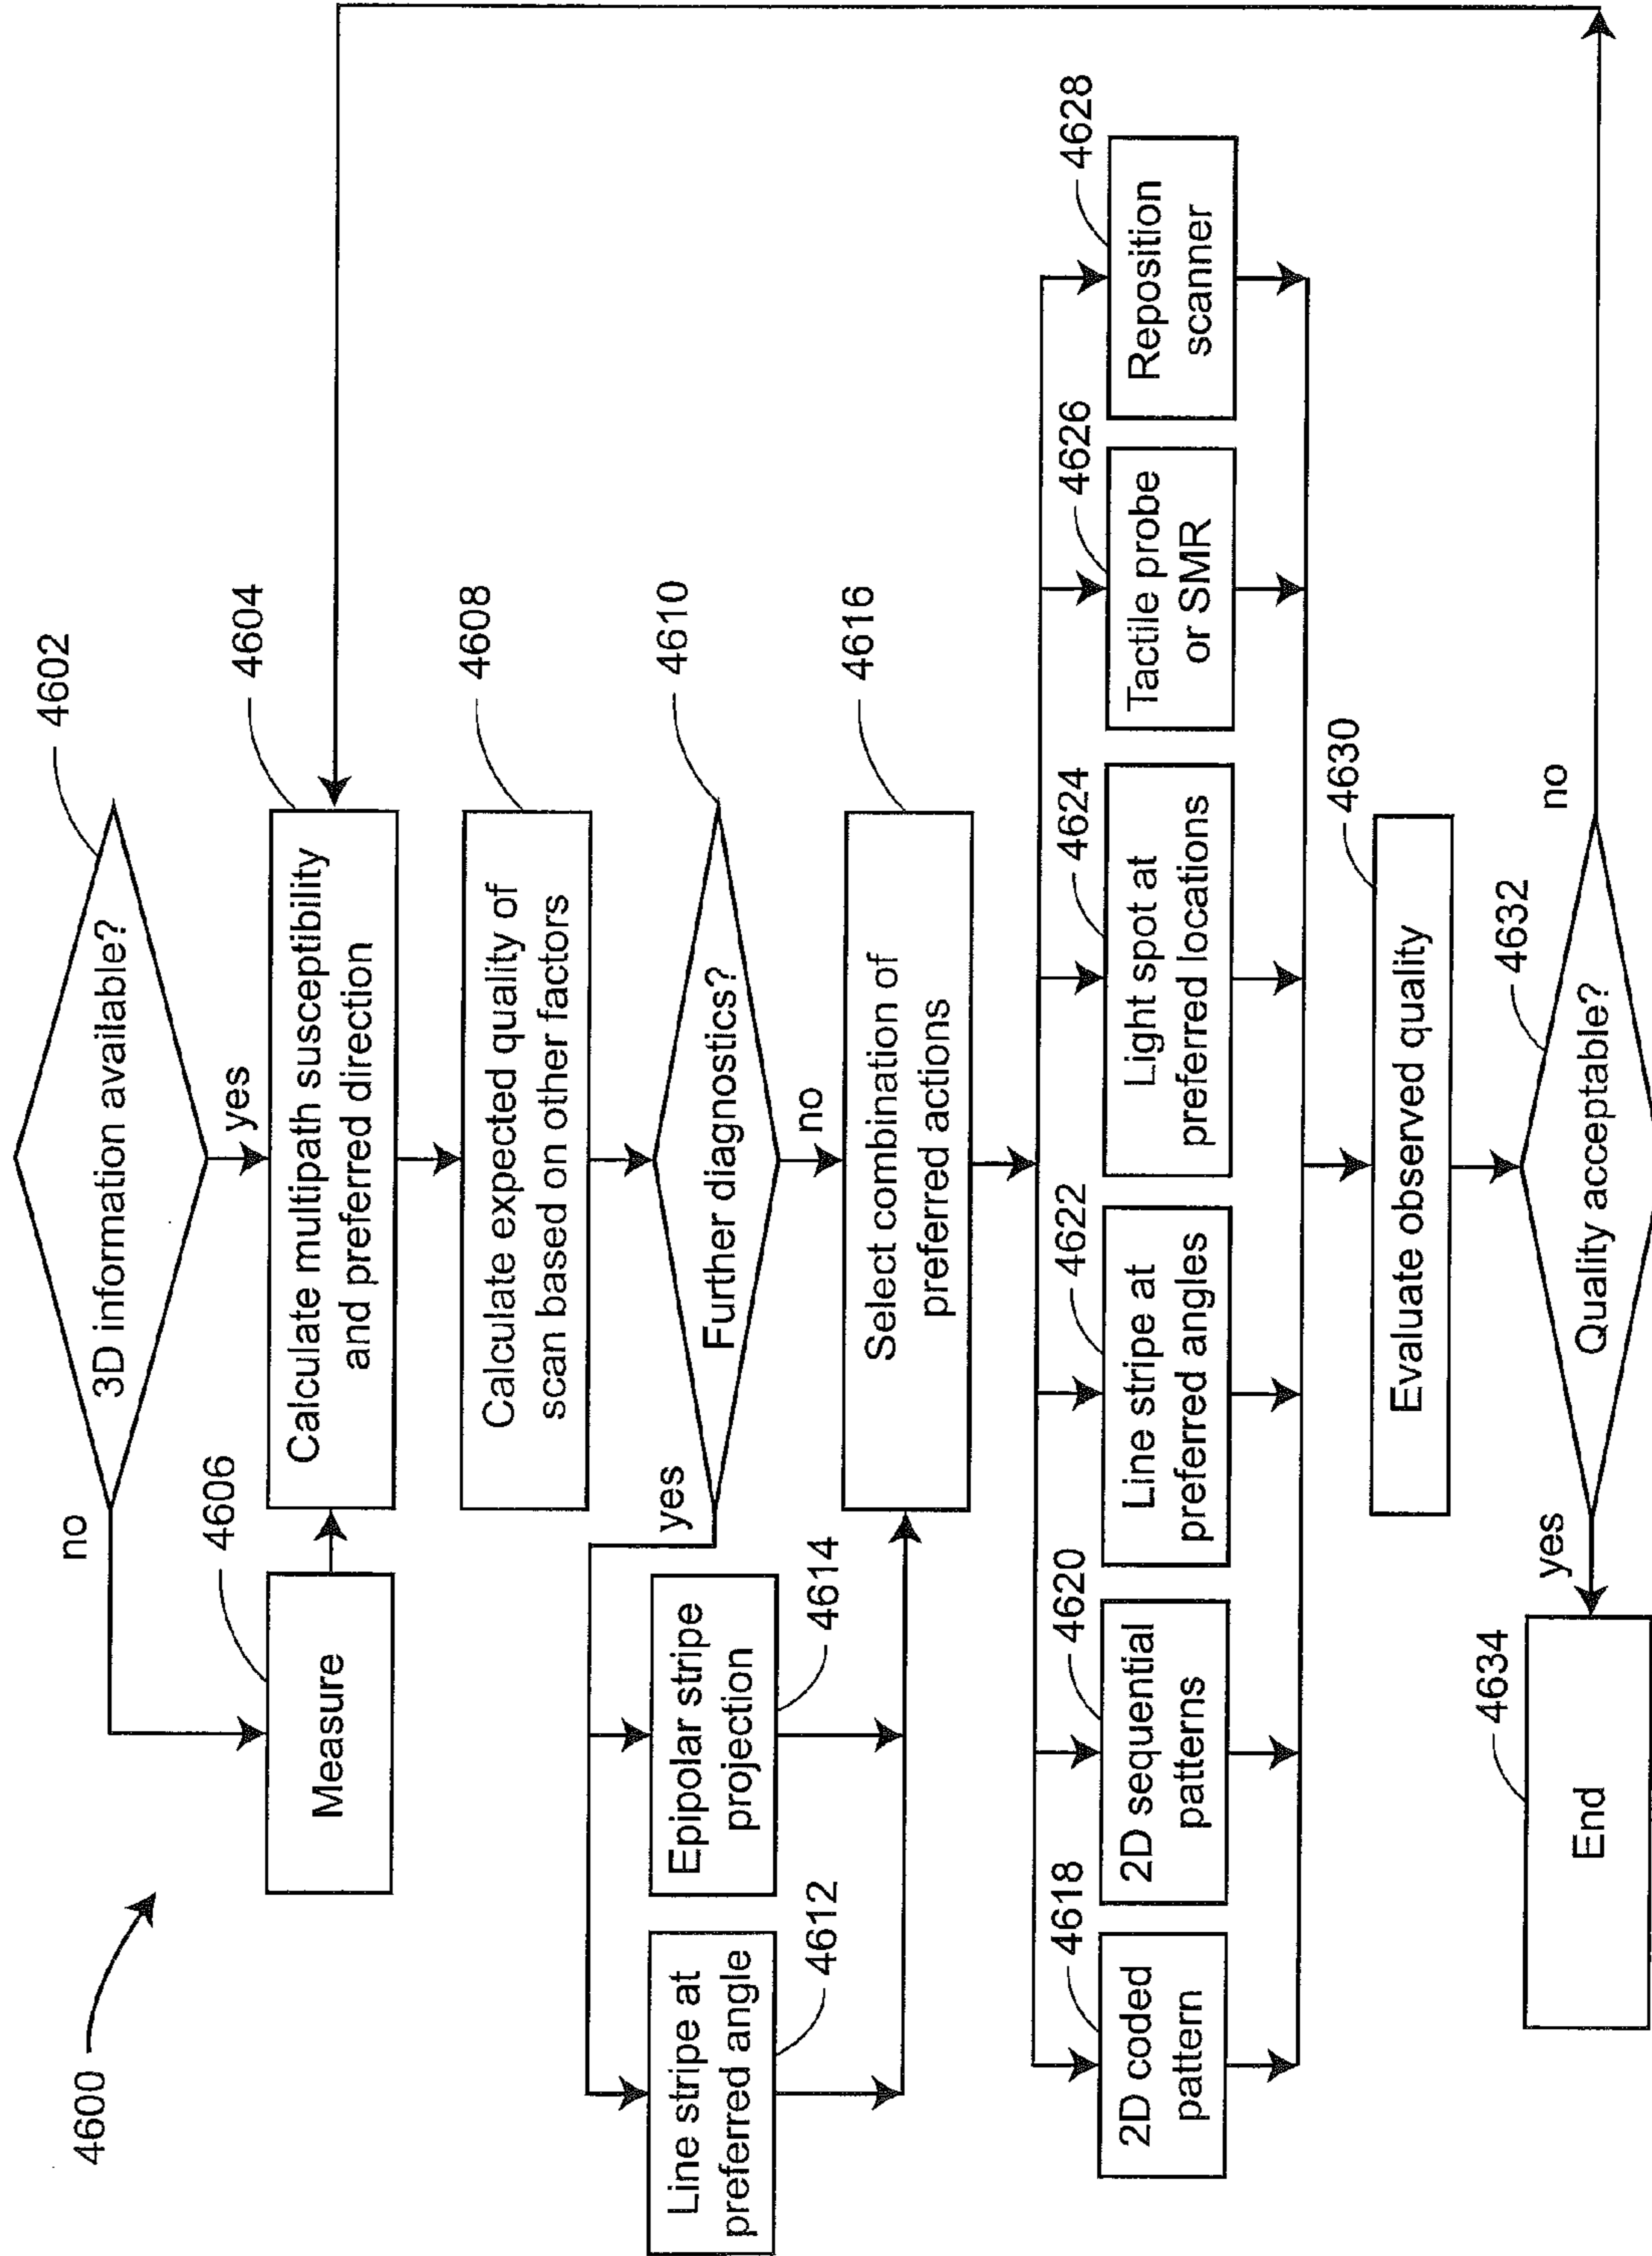 4600
4602
3D information available?
no
yes
4606
Measure
4604
Calculate multipath susceptibility
and preferred direction
4608
Calculate expected quality of
scan based on other factors
4610
Further diagnostics?
yes
no
Line stripe at
preferred angle
4612
Epipolar stripe
projection
4614
4616
Select combination of
preferred actions
4618
2D coded
pattern
4620
2D sequential
patterns
4622
Line stripe at
preferred angles
4624
Light spot at
preferred locations
4626
Tactile probe
or SMR
4628
Reposition
scanner
4630
Evaluate observed quality
4632
Quality acceptable?
yes
no
4634
End